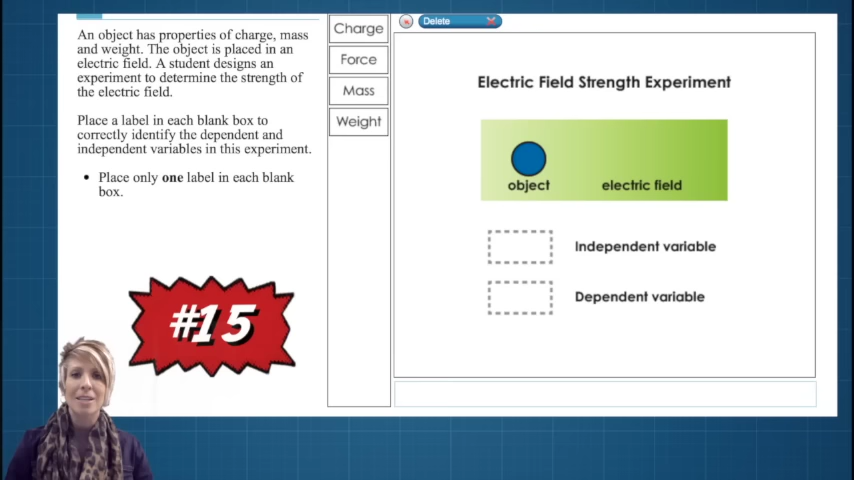 An object has properties of charge, mass
and weight. The object is placed in an
electric field. A student designs an
experiment to determine the strength of
the electric field.
Place a label in each blank box to
correctly identify the dependent and
independent variables in this experiment.
• Place only one label in each blank
box.
#15
Charge
Force
Mass
Weight
Delete
Electric Field Strength Experiment
object
electric field
Independent variable
Dependent variable